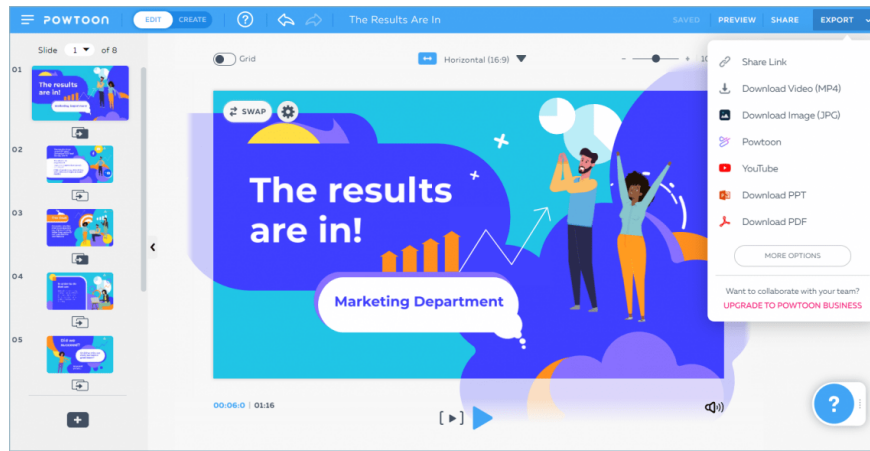 POWTOON
EDIT
CREATE
?
The Results Are In
SAVED
PREVIEW
SHARE
EXPORT
Slide 1 of 8
Grid
Horizontal (16:9)
- +
01
The results
are in!
02
03
04
05
SWAP
The results
are in!
Marketing Department
00:06:0 | 01:16
Share Link
Download Video (MP4)
Download Image (JPG)
Powtoon
YouTube
Download PPT
Download PDF
MORE OPTIONS
Want to collaborate with your team?
UPGRADE TO POWTOON BUSINESS
?